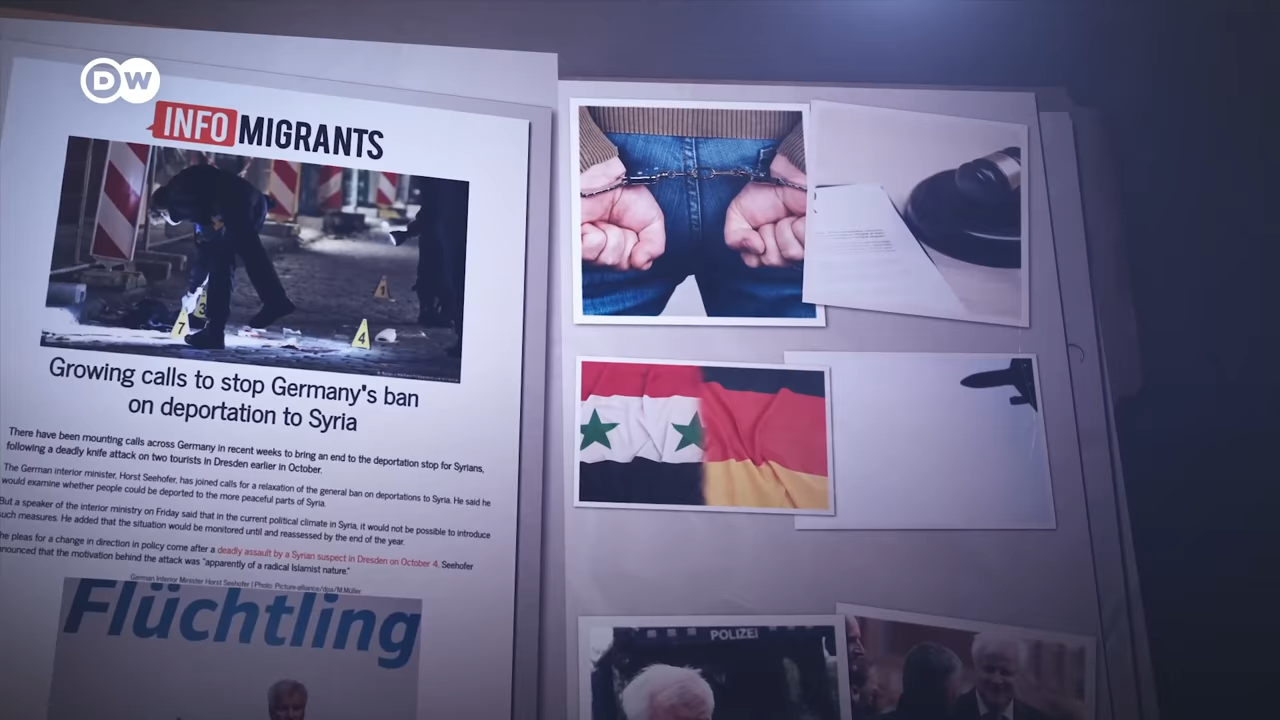 DW
INFO MIGRANTS
7
3
4
1
Growing calls to stop Germany's ban
on deportation to Syria
There have been mounting calls across Germany in recent weeks to bring an end to the deportation stop for Syrians,
following a deadly knife attack on two tourists in Dresden earlier in October.
The German interior minister, Horst Seehofer, has joined calls for a relaxation of the general ban on deportations to Syria. He said he
would examine whether people could be deported to the more peaceful parts of Syria.
But a speaker of the interior ministry on Friday said that in the current political climate in Syria, it would not be possible to introduce
such measures. He added that the situation would be monitored until and reassessed by the end of the year.
he pleas for a change in direction in policy come after a deadly assault by a Syrian suspect in Dresden on October 4. Seehofer
nnounced that the motivation behind the attack was "apparently of a radical Islamist nature."
German Interior Minister Horst Seehofer | Photo: Picture-alliance/dpa/M.Müller
Flüchtling
POLIZEI